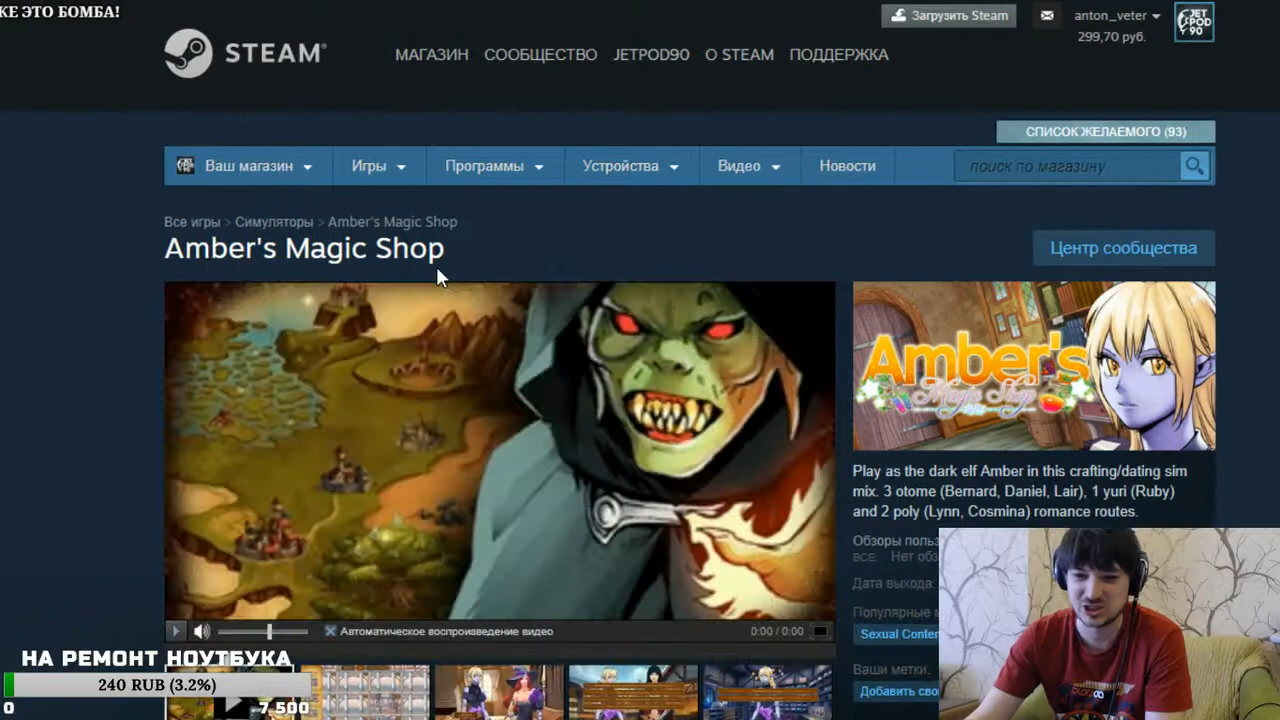 КЕ ЭТО БОМБА!
Загрузить Steam
anton_veter
299,70 руб.
JET
POD
90
STEAM®
МАГАЗИН СООБЩЕСТВО JETPOD90 О STEAM ПОДДЕРЖКА
СПИСОК ЖЕЛАЕМОГО (93)
Ваш магазин Игры Программы Устройства Видео Новости
поиск по магазину
Все игры > Симуляторы > Amber's Magic Shop
Amber's Magic Shop
Центр сообщества
Amber's
Magic Shop
Play as the dark elf Amber in this crafting/dating sim
mix. 3 otome (Bernard, Daniel, Lair), 1 yuri (Ruby)
and 2 poly (Lynn, Cosmina) romance routes.
Обзоры польз
ВСЕ: Нет обз
Дата выхода:
Популярные м
Sexual Conten
Ваши метки:
Добавить сво
Автоматическое воспроизведение видео
0:00 / 0:00
НА РЕМОНТ НОУТБУКА
240 RUB (3.2%)
0 7 500